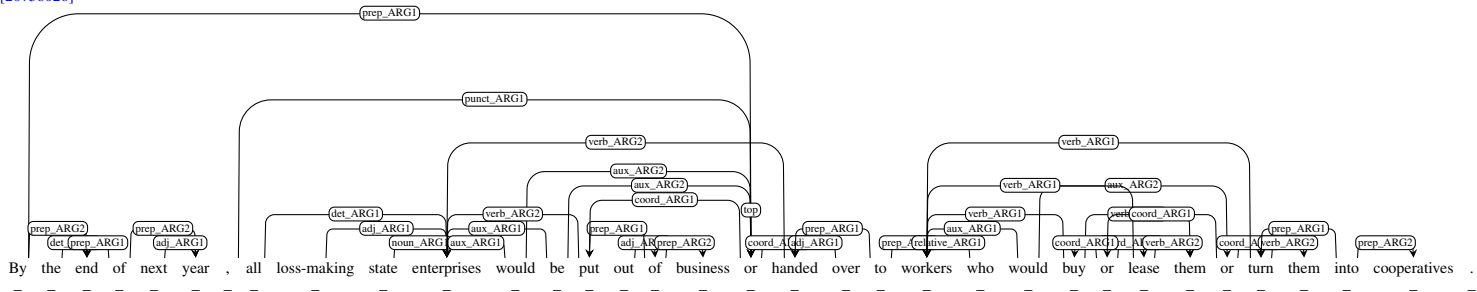 prep_ARG1
punct_ARG1
verb_ARG2 verb_ARG1
aux_ARG2
aux_ARG2 verb_ARG1 aux_ARG2
coord_ARG1
top
det_ARG1 verb_ARG2 verb_ARG1 coord_ARG1
prep_ARG2 prep_ARG2 adj_ARG1 aux_ARG1 prep_ARG1 prep_ARG1 aux_ARG1 prep_ARG1
det_ prep_ARG1 adj_ARG1 noun_ARG1 aux_ARG1 prep_ARG2 adj_ARG1 relative_ARG1 coord_ARG1 verb_ARG2 verb_ARG2 prep_ARG2
By the end of next year , all loss-making state enterprises would be put out of business or handed over to workers who would buy or lease them or turn them into cooperatives .